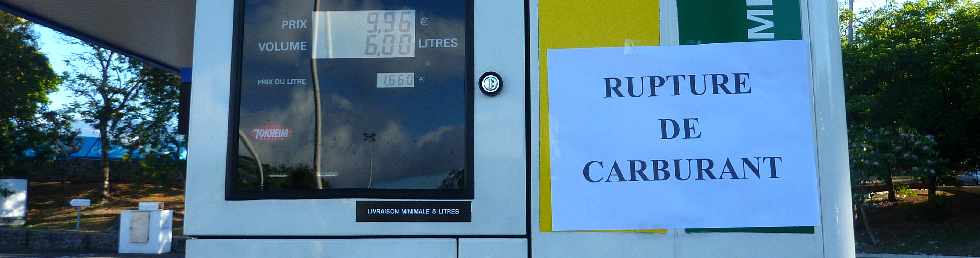 PRIX 9.96 €
VOLUME 6.00 LITRES
PRIX DU LITRE 1.660 €
TOKHEIM
LIVRAISON MINIMALE 5 LITRES
RUPTURE
DE
CARBURANT